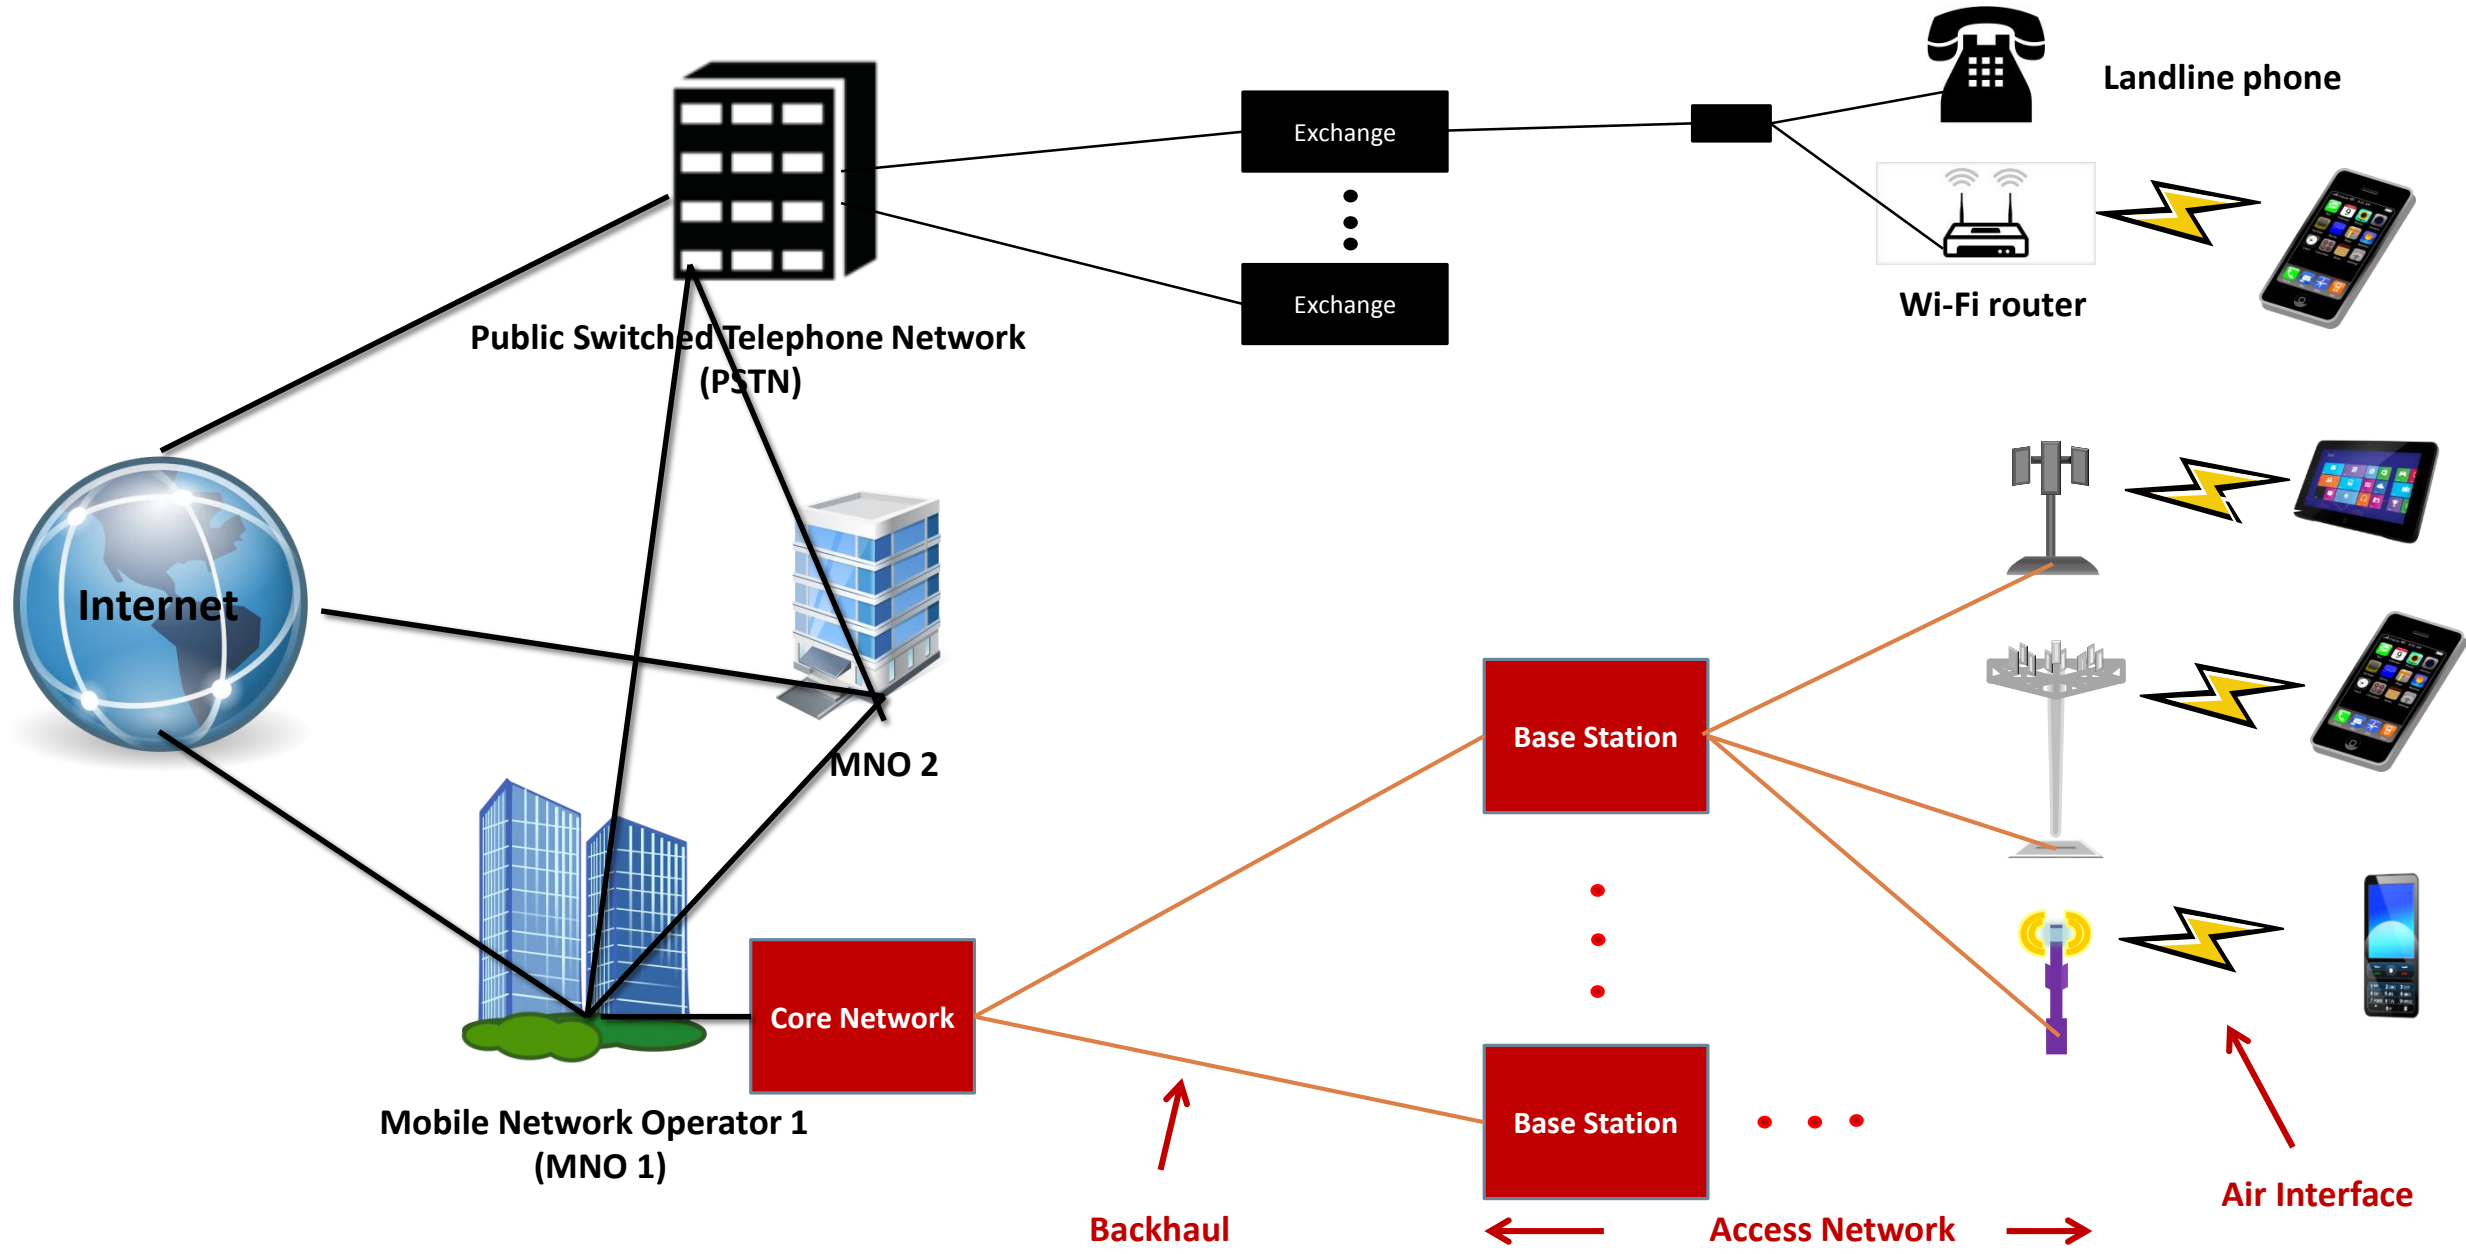 Landline phone
Exchange
Exchange
Wi-Fi router
Public Switched Telephone Network
(PSTN)
Internet
MNO 2
Base Station
Core Network
Mobile Network Operator 1
(MNO 1)
Base Station
Backhaul
Access Network
Air Interface